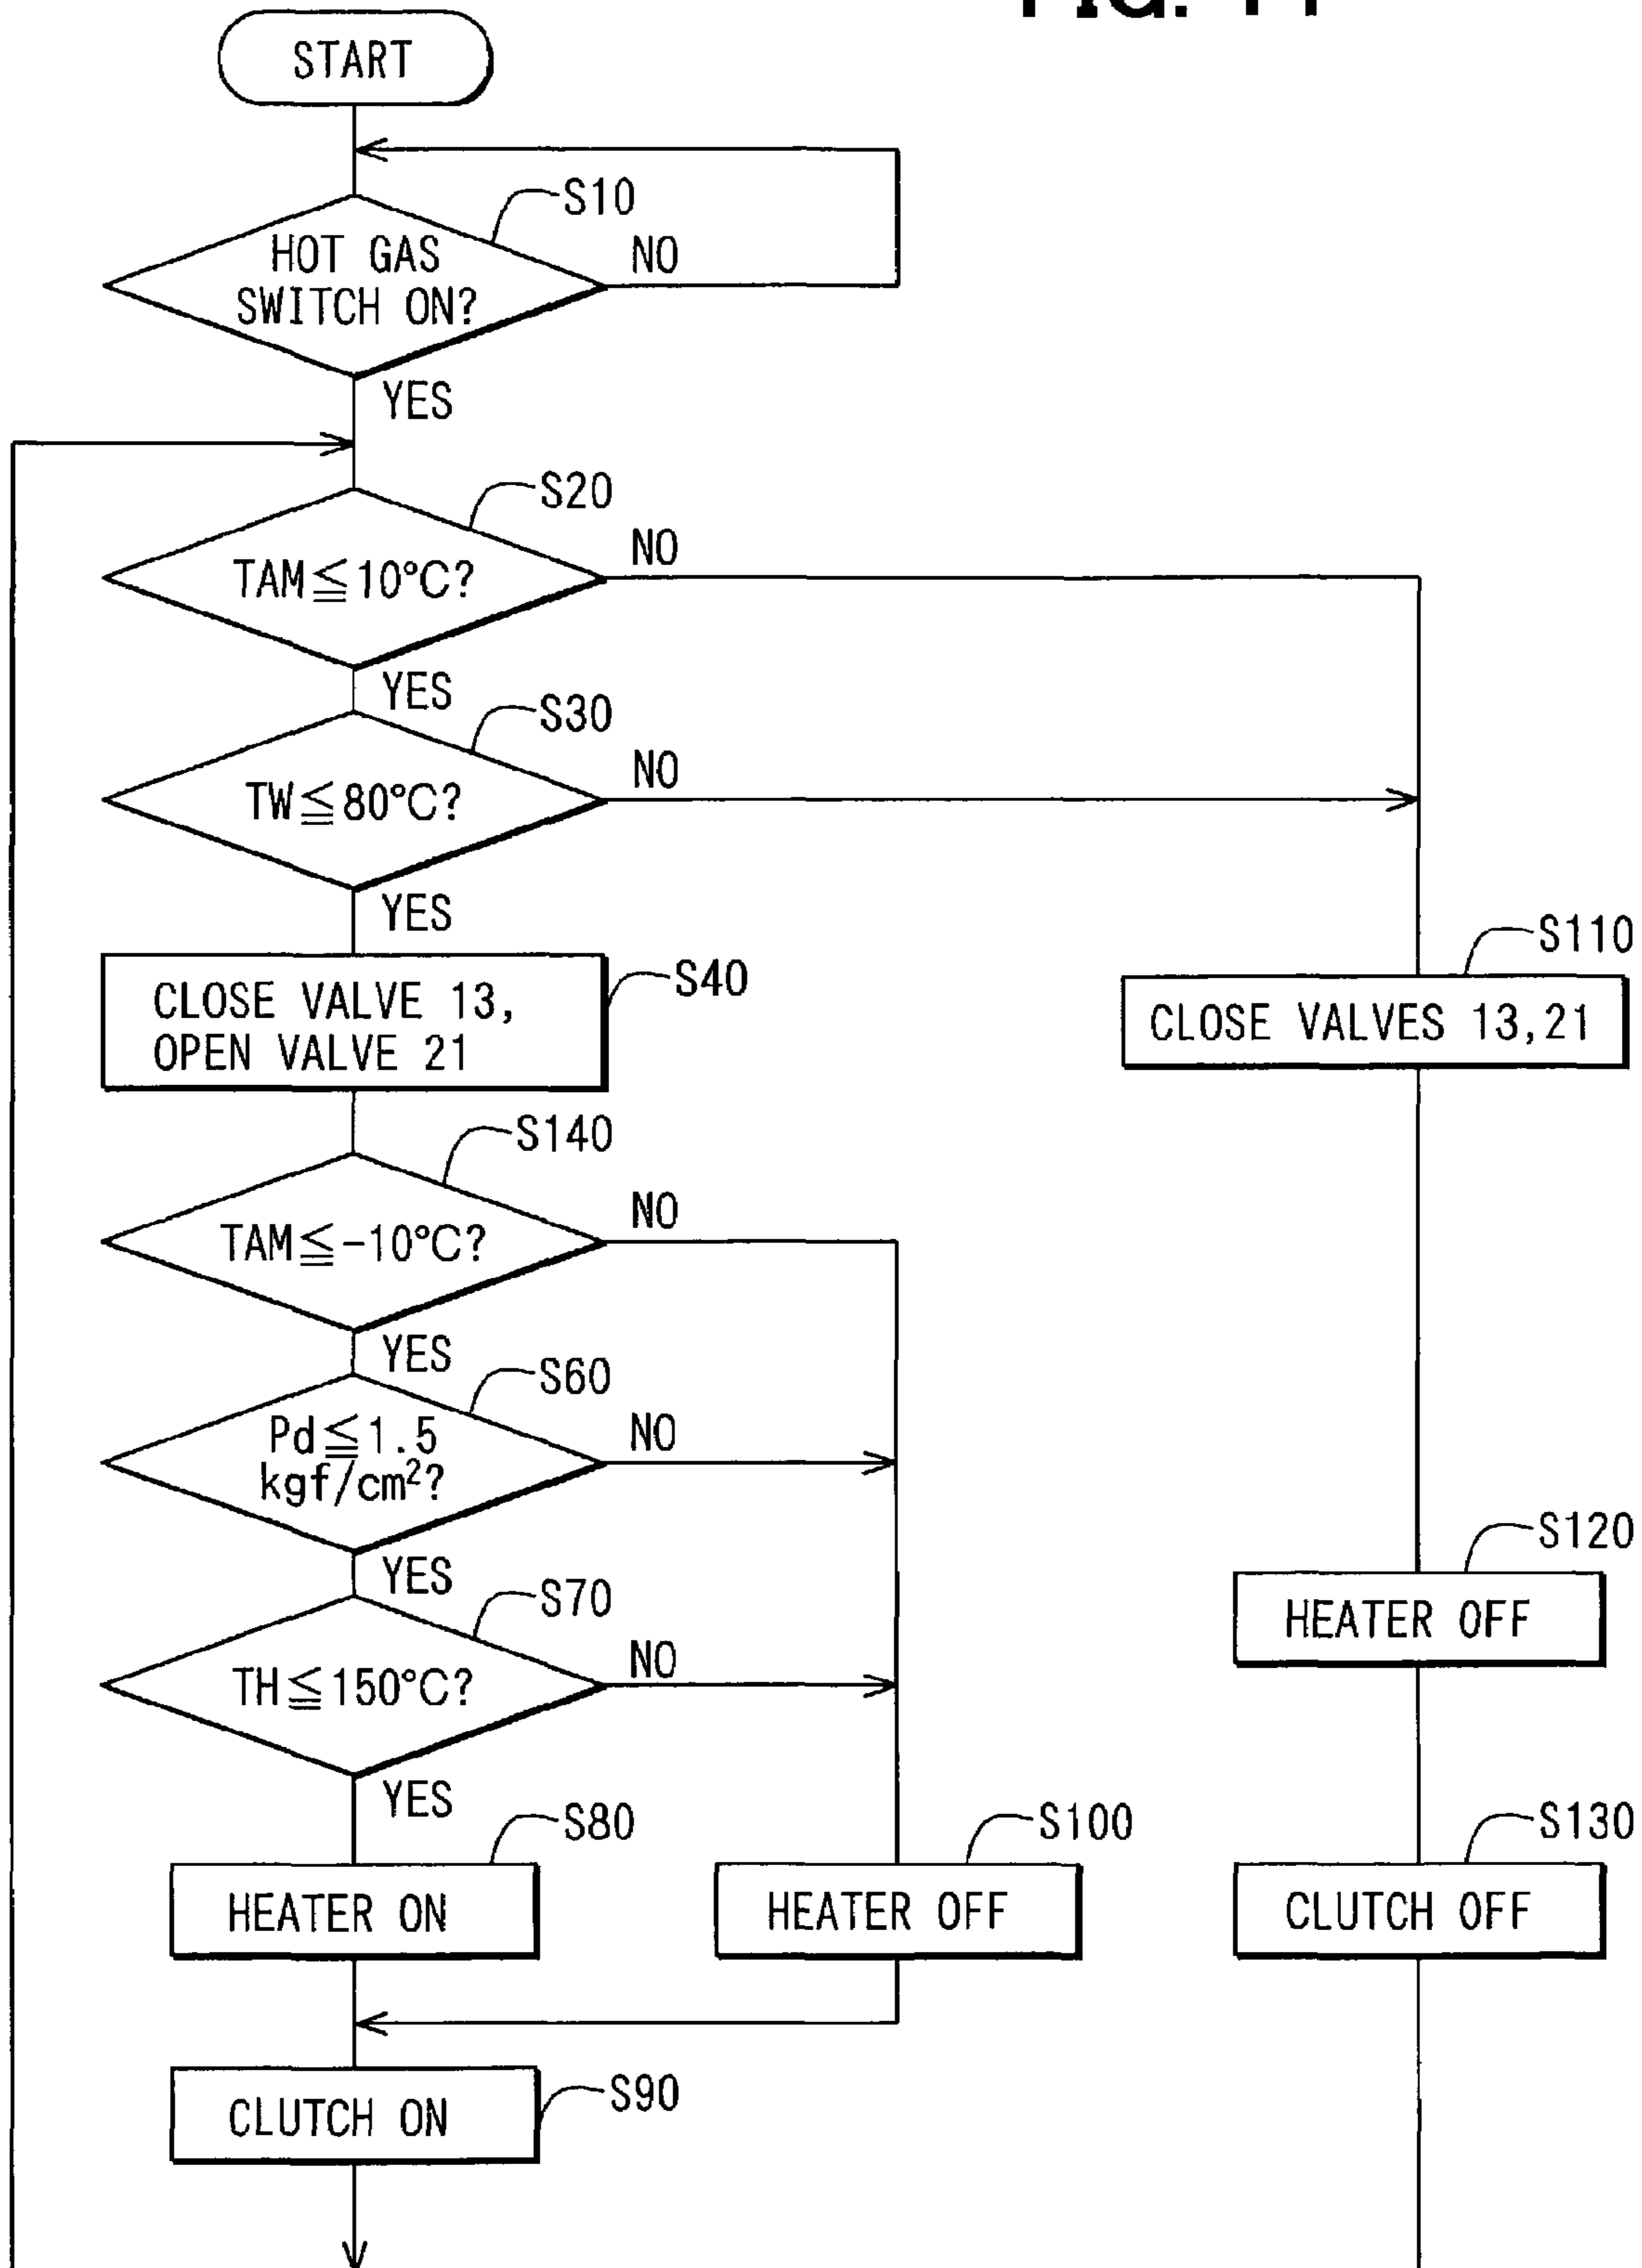 START
S10
HOT GAS
SWITCH ON?
NO
YES
S20
TAM≦10°C?
NO
YES
S30
TW≦80°C?
NO
YES
S40
CLOSE VALVE 13,
OPEN VALVE 21
S110
CLOSE VALVES 13,21
S140
TAM≦-10°C?
NO
YES
S60
Pd≦1.5
kgf/cm²?
NO
YES
S70
TH≦150°C?
NO
YES
S120
HEATER OFF
S80
HEATER ON
S100
HEATER OFF
S130
CLUTCH OFF
S90
CLUTCH ON